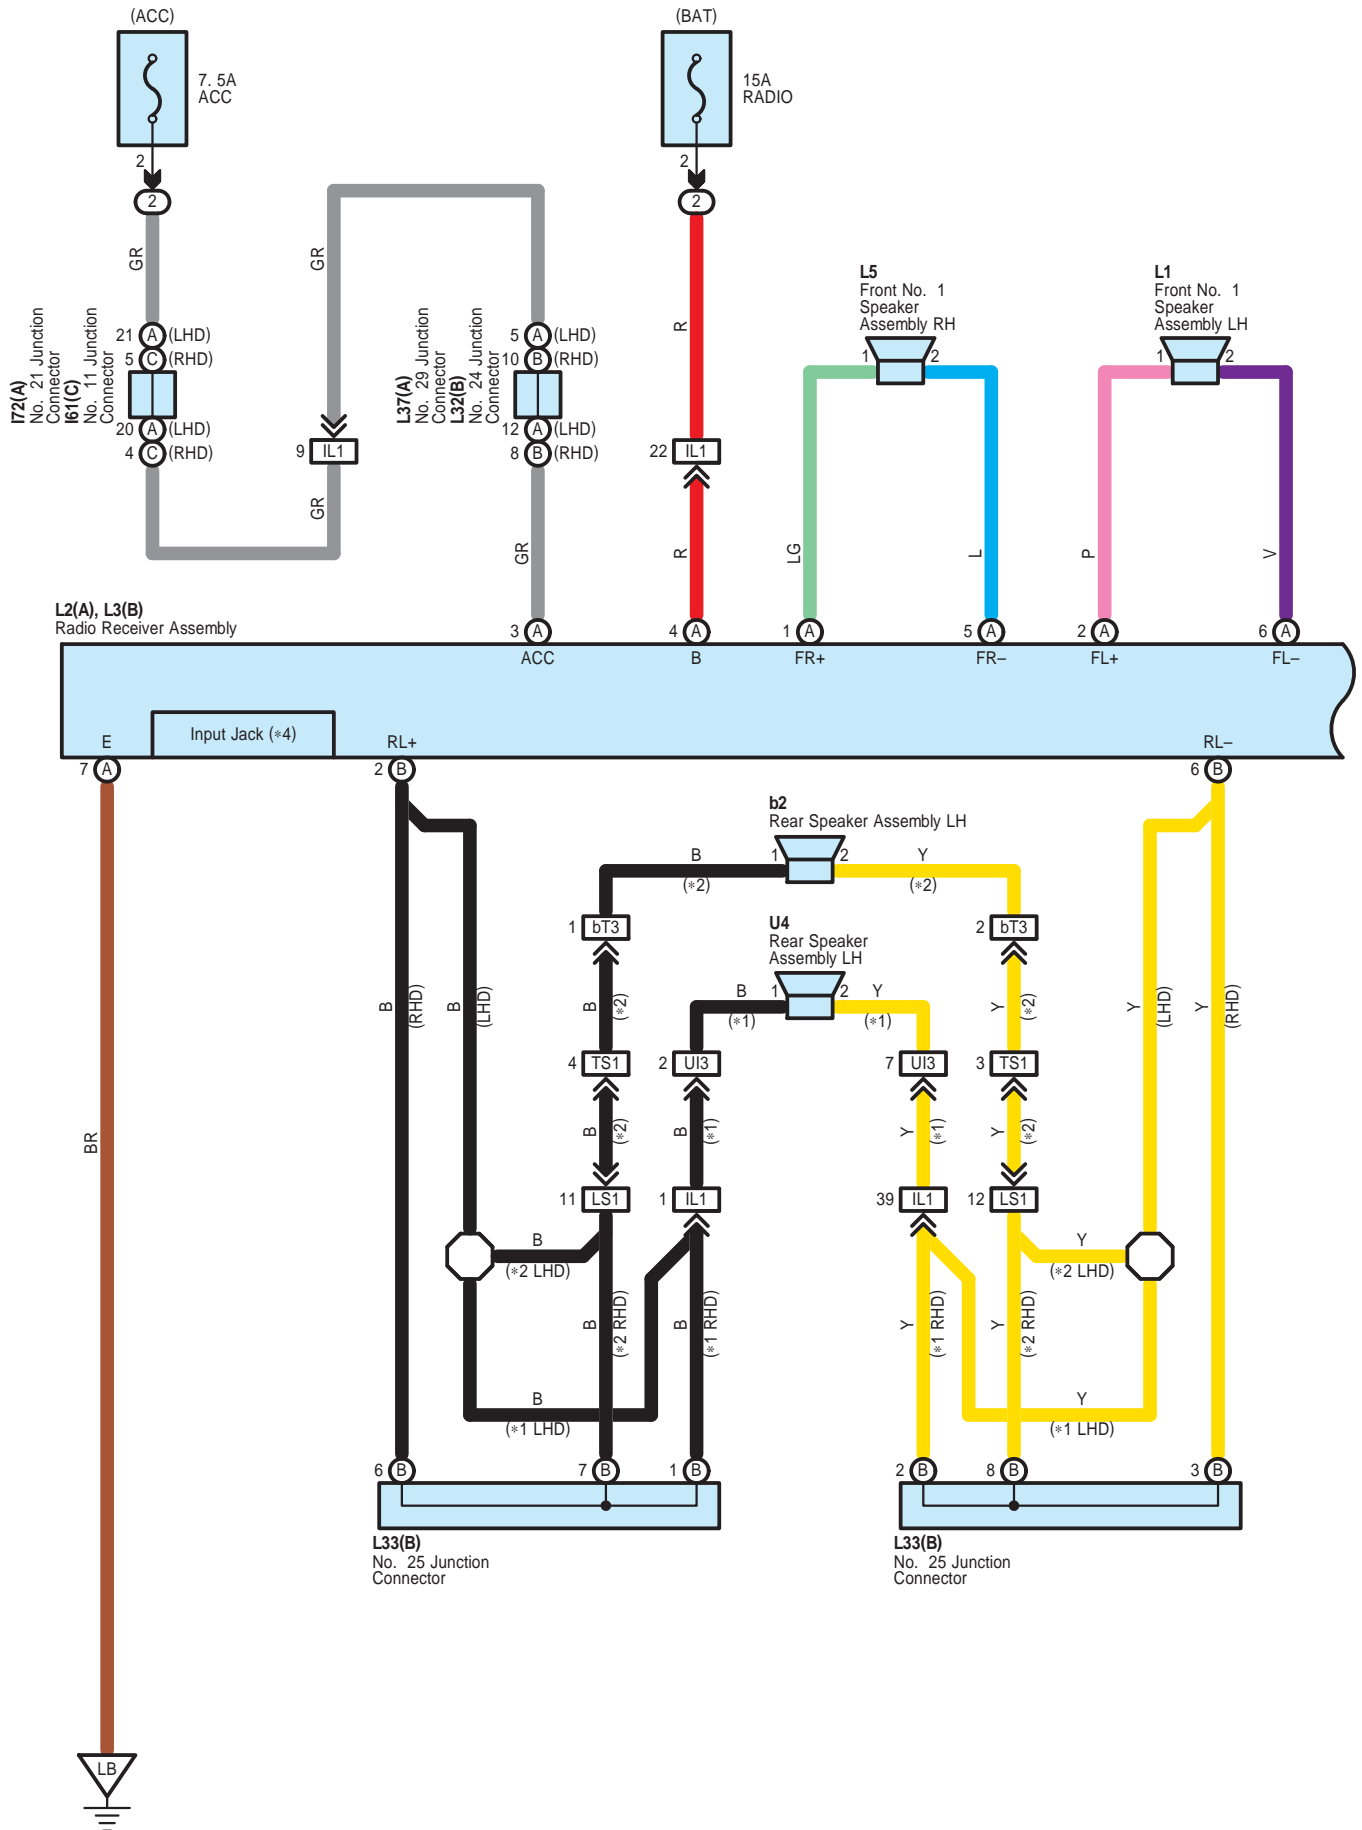 (ACC)
(BAT)
7. 5A
ACC
15A
RADIO
2
2
2
2
GR
GR
R
L5
Front No. 1
Speaker
Assembly RH
L1
Front No. 1
Speaker
Assembly LH
I72(A)
No. 21 Junction
Connector
I61(C)
No. 11 Junction
Connector
21 A (LHD)
5 C (RHD)
20 A (LHD)
4 C (RHD)
L37(A)
No. 29 Junction
Connector
L32(B)
No. 24 Junction
Connector
5 A (LHD)
10 B (RHD)
12 A (LHD)
8 B (RHD)
1 2
1 2
9 IL1
22 IL1
GR
GR
R
LG
L
P
V
L2(A), L3(B)
Radio Receiver Assembly
3 A
4 A
1 A
5 A
2 A
6 A
ACC
B
FR+
FR–
FL+
FL–
Input Jack (∗4)
E
RL+
RL–
7 A
2 B
6 B
b2
Rear Speaker Assembly LH
1 2
B
(∗2)
Y
(∗2)
1 bT3
2 bT3
U4
Rear Speaker
Assembly LH
1 2
B
(∗1)
Y
(∗1)
B
(RHD)
B
(LHD)
B
(∗2)
Y
(∗2)
Y
(LHD)
Y
(RHD)
4 TS1
2 UI3
7 UI3
3 TS1
BR
B
(∗2)
B
(∗1)
Y
(∗1)
Y
(∗2)
11 LS1
1 IL1
39 IL1
12 LS1
B
(∗2 LHD)
Y
(∗2 LHD)
B
(∗2 RHD)
B
(∗1 RHD)
Y
(∗1 RHD)
Y
(∗2 RHD)
B
(∗1 LHD)
Y
(∗1 LHD)
6 B
7 B
1 B
2 B
8 B
3 B
L33(B)
No. 25 Junction
Connector
L33(B)
No. 25 Junction
Connector
LB